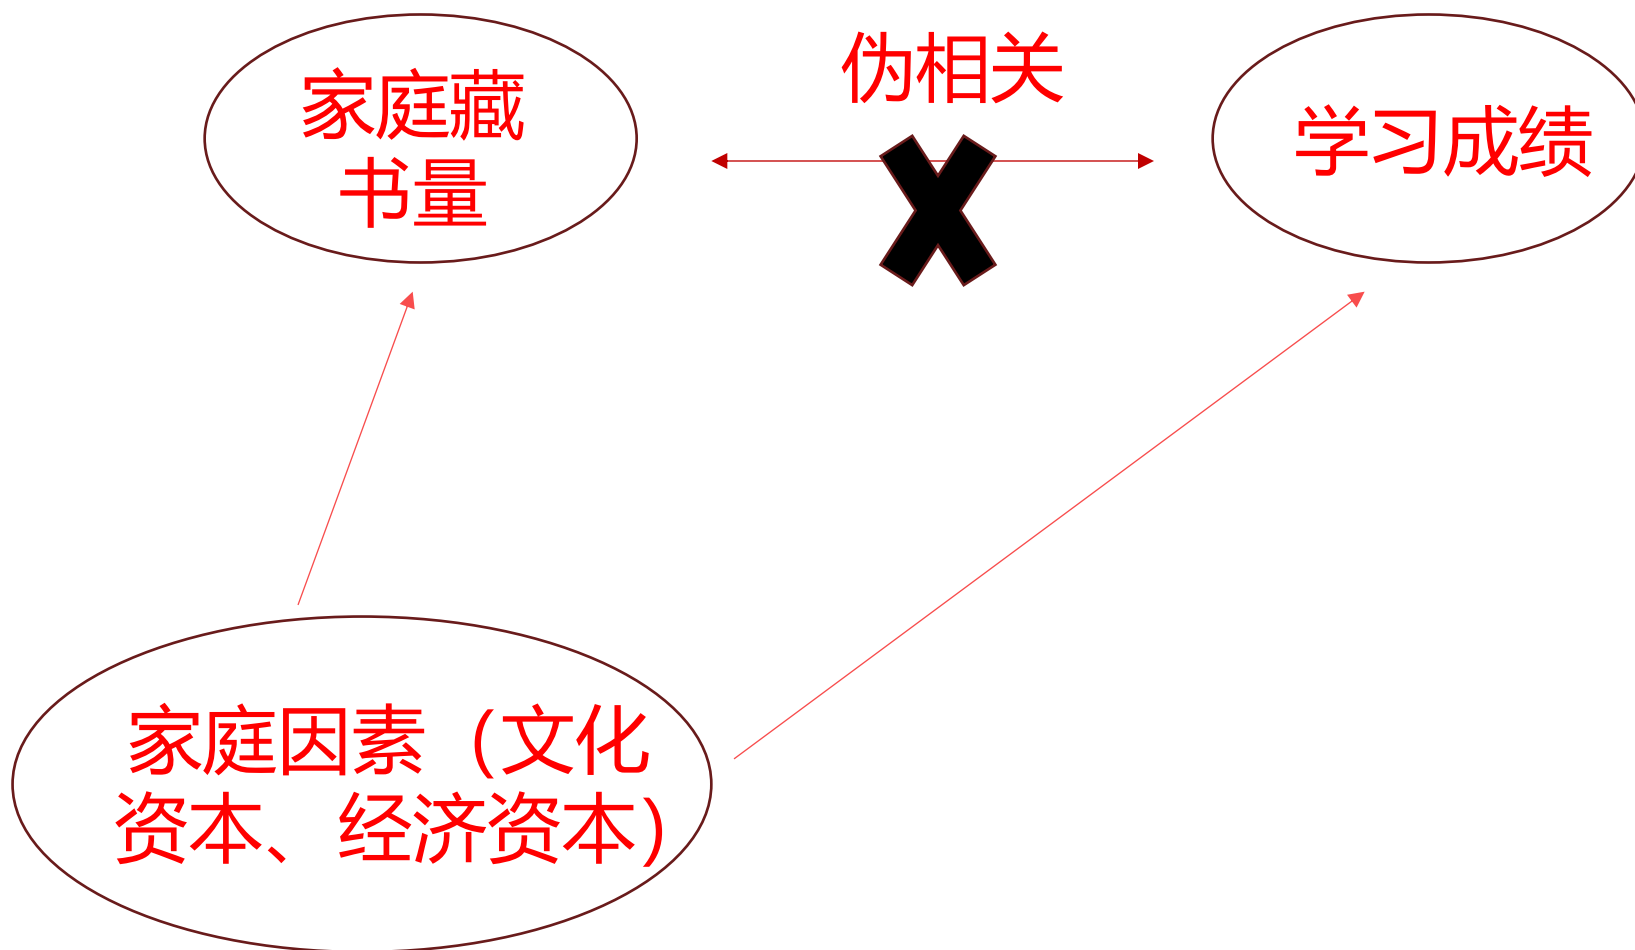 家庭藏
书量
伪相关
学习成绩
家庭因素（文化
资本、经济资本）